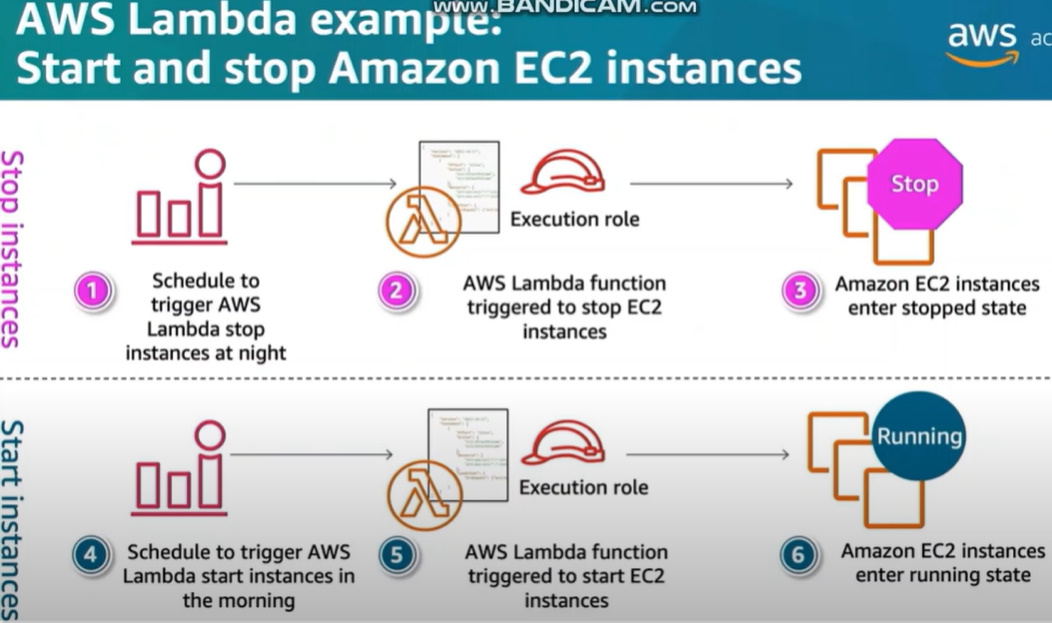 www.BANDICAM.com
AWS Lambda example:
Start and stop Amazon EC2 instances
aws ac
Stop instances
Stop
Execution role
1
Schedule to
trigger AWS
Lambda stop
instances at night
2
AWS Lambda function
triggered to stop EC2
instances
3
Amazon EC2 instances
enter stopped state
Start instances
Running
Execution role
4
Schedule to trigger AWS
Lambda start instances in
the morning
5
AWS Lambda function
triggered to start EC2
instances
6
Amazon EC2 instances
enter running state